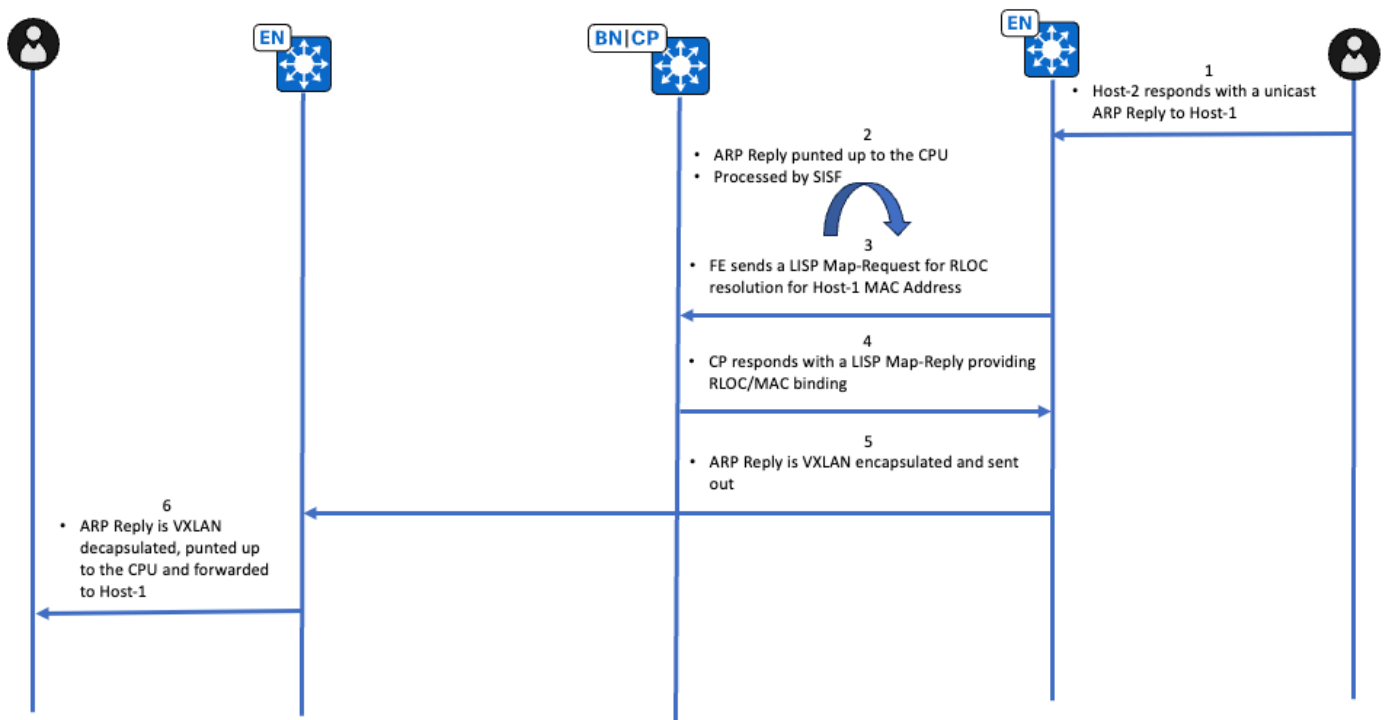 EN
BN|CP
EN
1
• Host-2 responds with a unicast
ARP Reply to Host-1
2
• ARP Reply punted up to the CPU
• Processed by SISF
3
• FE sends a LISP Map-Request for RLOC
resolution for Host-1 MAC Address
4
• CP responds with a LISP Map-Reply providing
RLOC/MAC binding
5
• ARP Reply is VXLAN encapsulated and sent
out
6
• ARP Reply is VXLAN
decapsulated, punted up
to the CPU and forwarded
to Host-1